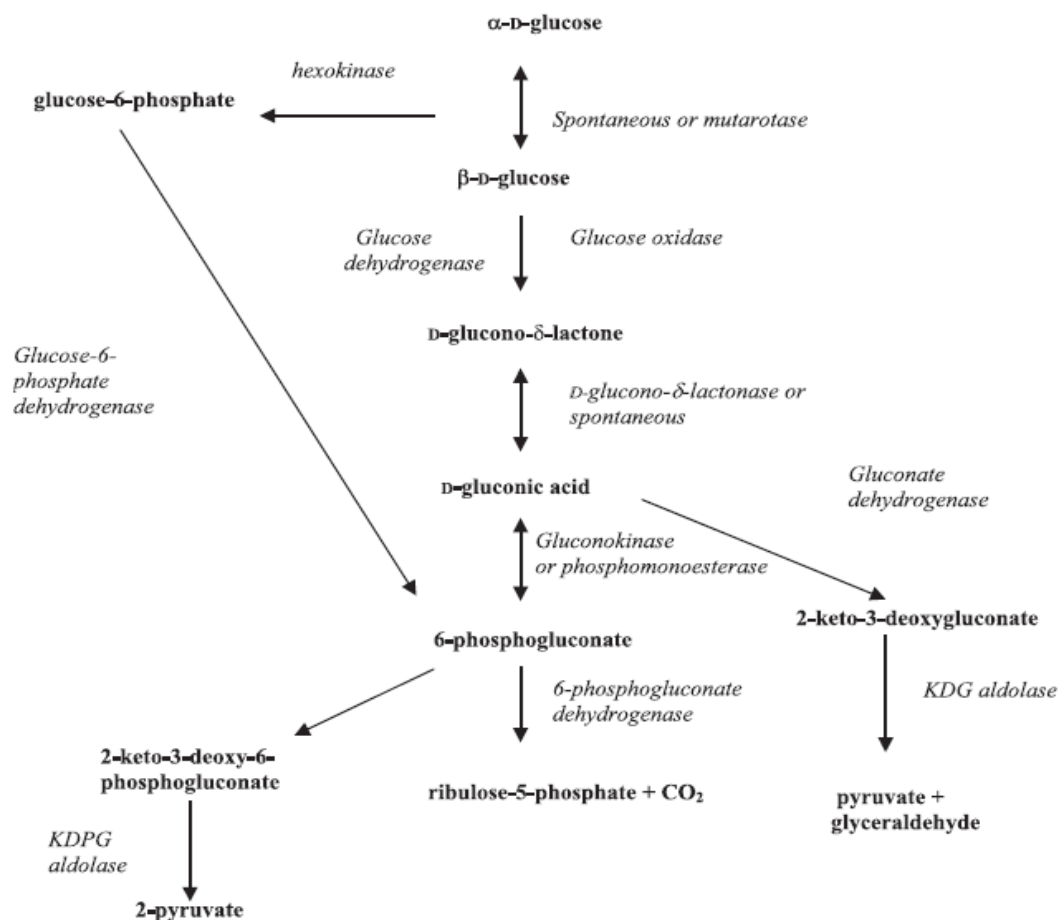 α-D-glucose
hexokinase
glucose-6-phosphate
Spontaneous or mutarotase
β-D-glucose
Glucose
dehydrogenase
Glucose oxidase
D-glucono-δ-lactone
Glucose-6-
phosphate
dehydrogenase
D-glucono-δ-lactonase or
spontaneous
D-gluconic acid
Gluconate
dehydrogenase
Gluconokinase
or phosphomonoesterase
2-keto-3-deoxygluconate
6-phosphogluconate
6-phosphogluconate
dehydrogenase
KDG aldolase
2-keto-3-deoxy-6-
phosphogluconate
ribulose-5-phosphate + CO₂
pyruvate +
glyceraldehyde
KDPG
aldolase
2-pyruvate